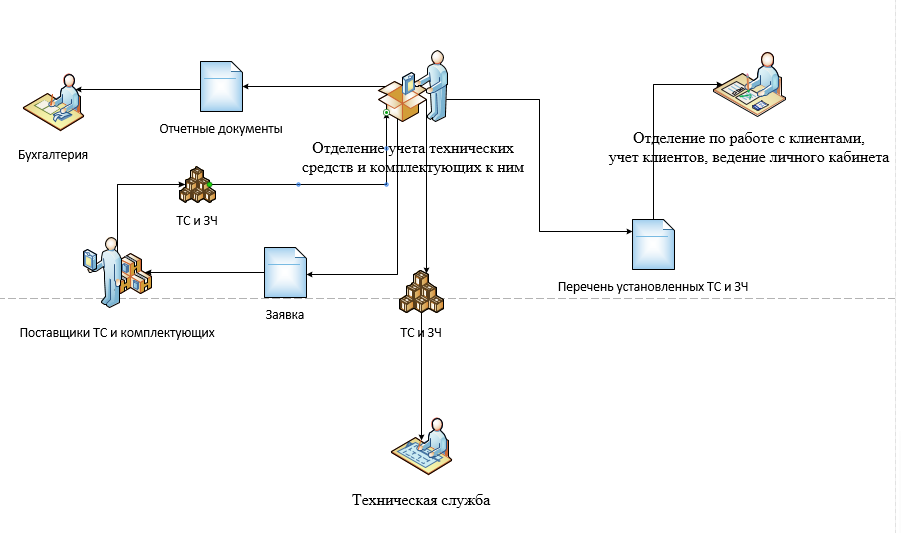 Отчетные документы
Бухгалтерия
Отделение учета технических
средств и комплектующих к ним
Отделение по работе с клиентами,
учет клиентов, ведение личного кабинета
ТС и ЗЧ
Перечень установленных ТС и ЗЧ
Заявка
Поставщики ТС и комплектующих
ТС и ЗЧ
Техническая служба